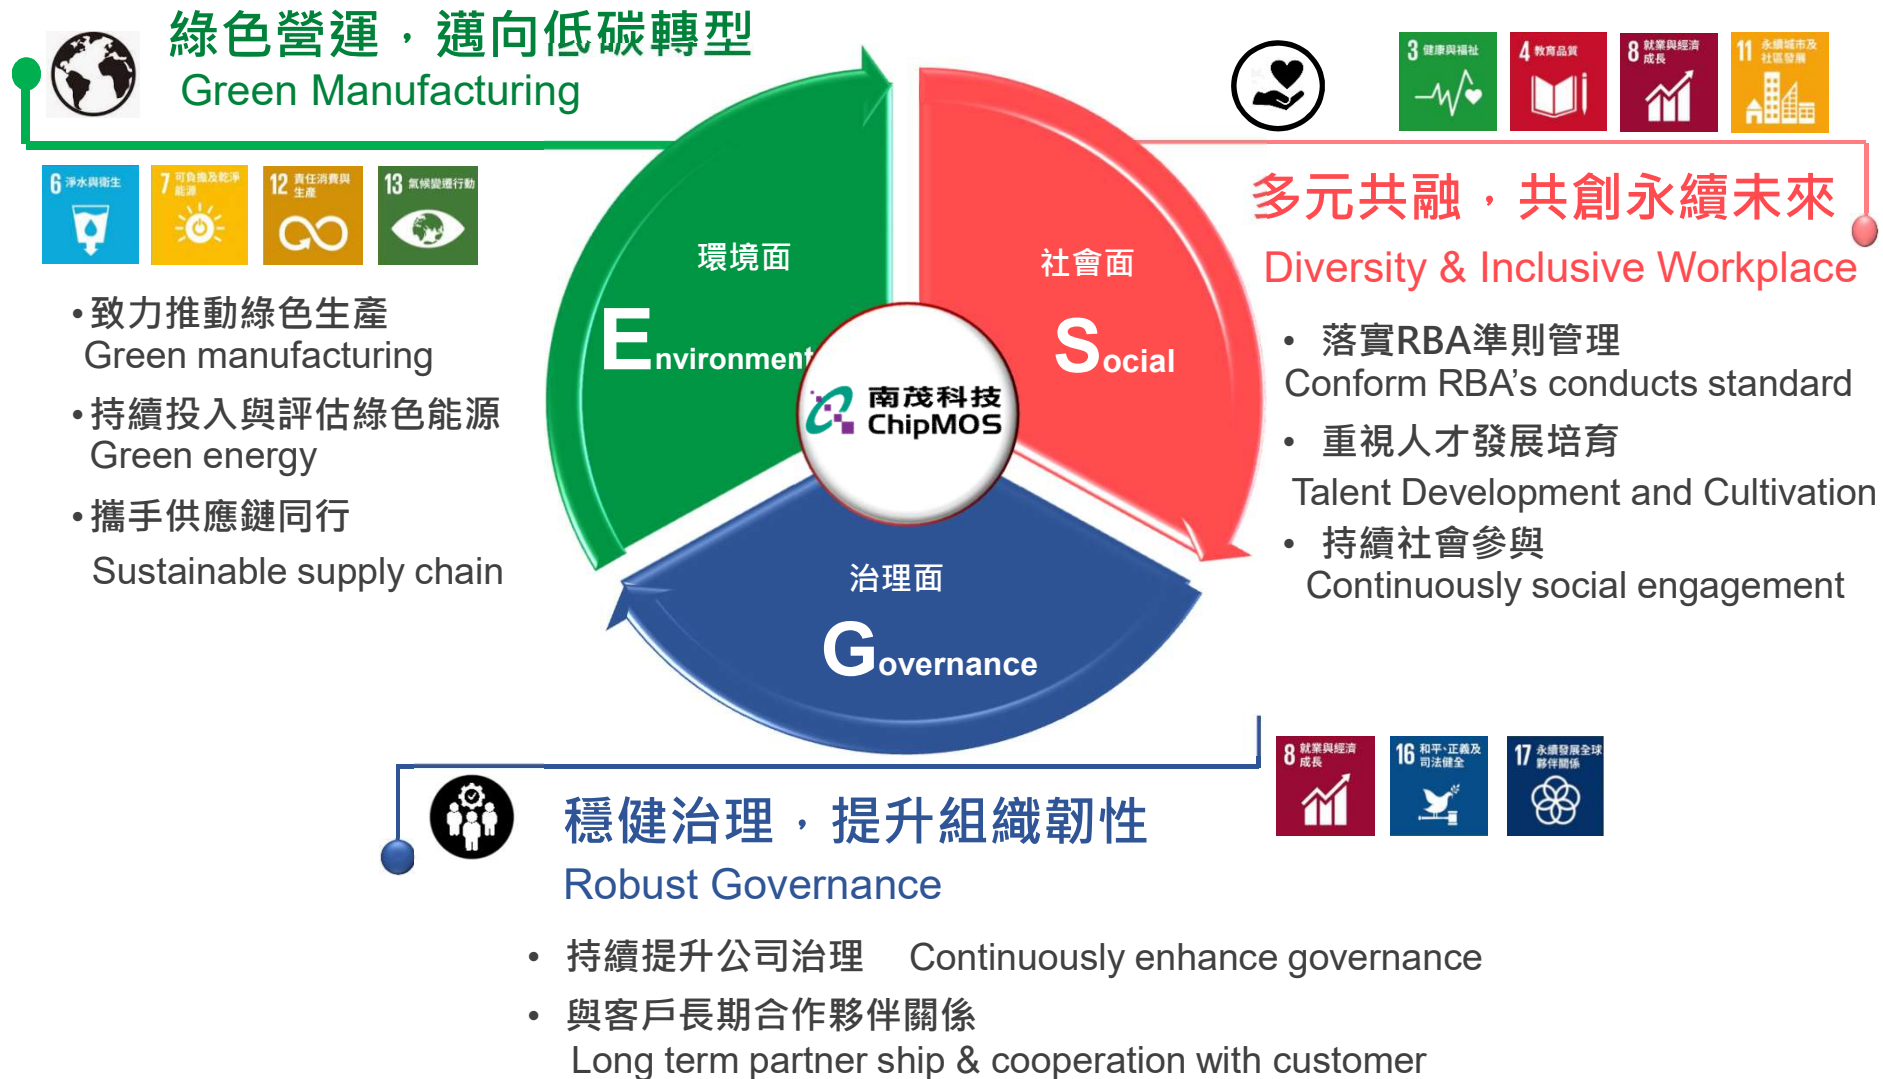 綠色營運，邁向低碳轉型
Green Manufacturing
6 淨水與衛生
7 可負擔及乾淨
能源
12 責任消費與
生產
13 氣候變遷行動
•致力推動綠色生產
Green manufacturing
•持續投入與評估綠色能源
Green energy
•攜手供應鏈同行
Sustainable supply chain
環境面
Environment
社會面
Social
南茂科技
ChipMOS
治理面
Governance
3 健康與福祉
4 教育品質
8 就業與經濟
成長
11 永續城市及
社區發展
多元共融，共創永續未來
Diversity & Inclusive Workplace
• 落實RBA準則管理
Conform RBA’s conducts standard
• 重視人才發展培育
Talent Development and Cultivation
• 持續社會參與
Continuously social engagement
8 就業與經濟
成長
16 和平、正義及
司法健全
17 永續發展全球
夥伴關係
穩健治理，提升組織韌性
Robust Governance
• 持續提升公司治理 Continuously enhance governance
• 與客戶長期合作夥伴關係
Long term partner ship & cooperation with customer